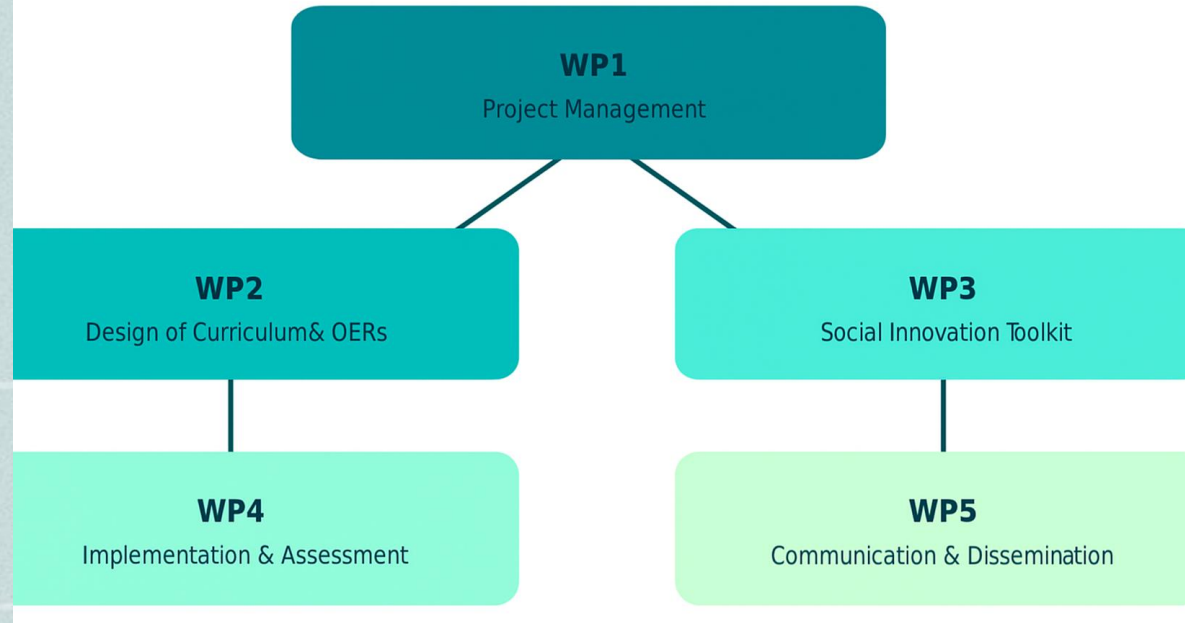 WP1
Project Management
WP2
Design of Curriculum& OERs
WP3
Social Innovation Toolkit
WP4
Implementation & Assessment
WP5
Communication & Dissemination